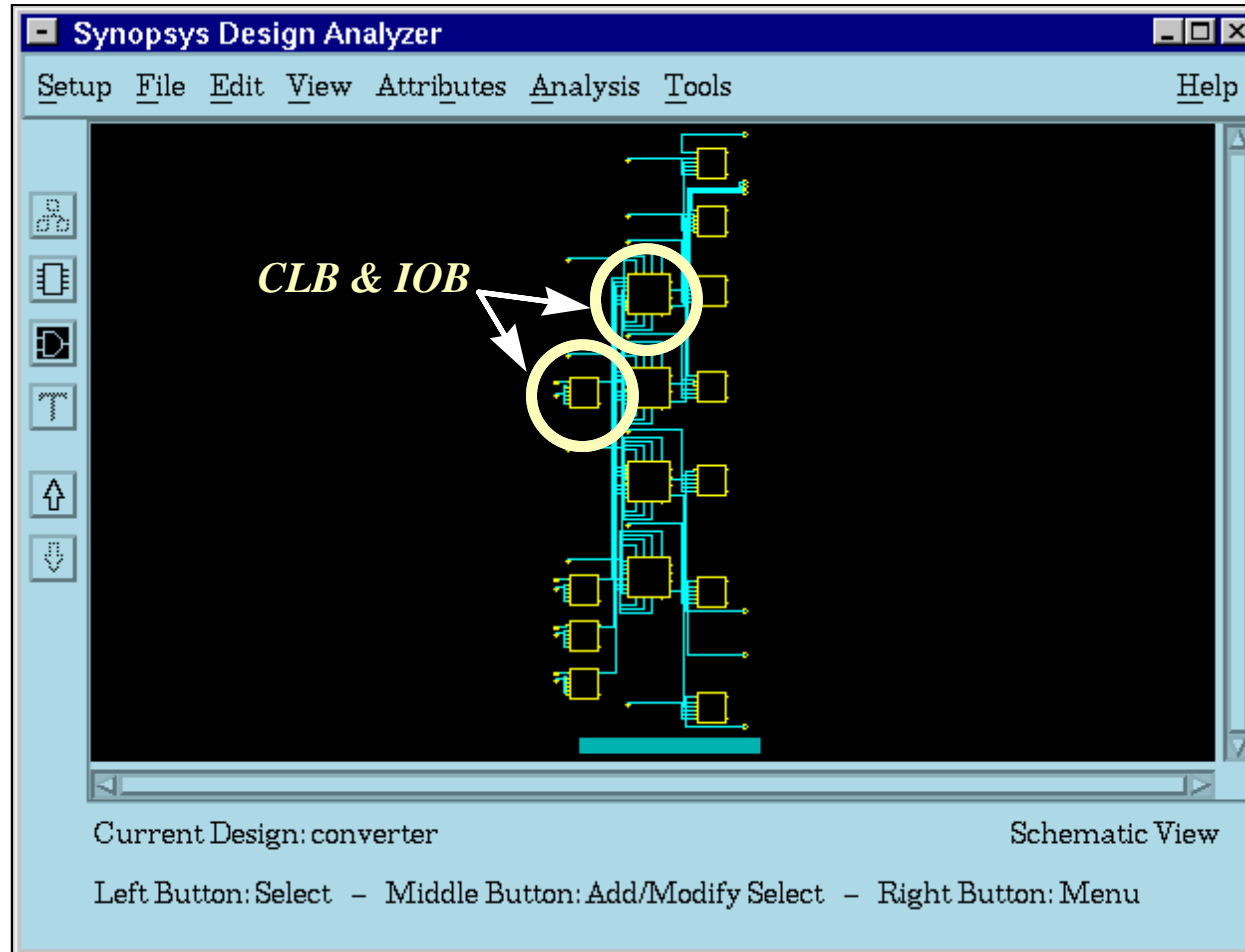 Synopsys Design Analyzer
Setup File Edit View Attributes Analysis Tools Help
CLB & IOB
Current Design: converter Schematic View
Left Button: Select – Middle Button: Add/Modify Select – Right Button: Menu